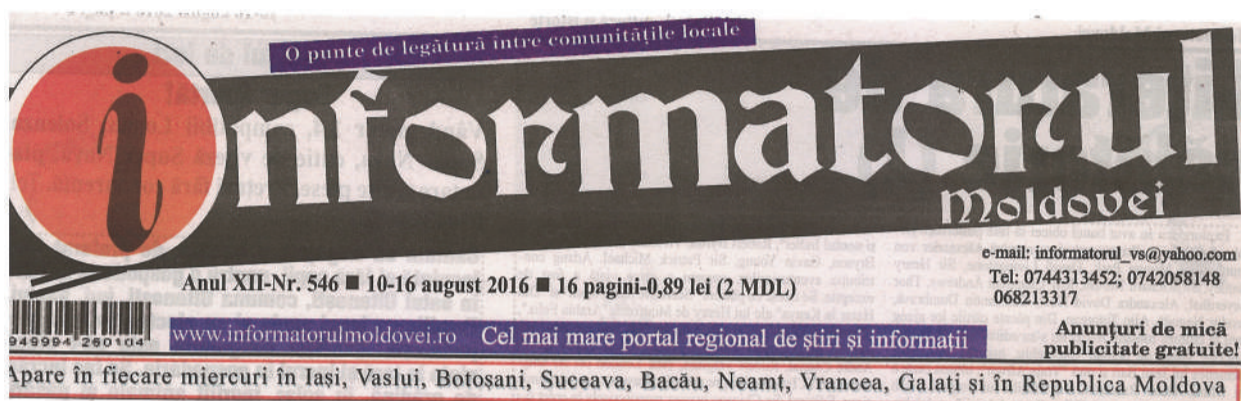 O punte de legătură între comunitățile locale
informatorul
Moldovei
e-mail: informatorul_vs@yahoo.com
Tel: 0744313452; 0742058148
068213317
Anul XII-Nr. 546 ■ 10-16 august 2016 ■ 16 pagini-0,89 lei (2 MDL)
949994 260104
www.informatorulmoldovei.ro Cel mai mare portal regional de știri și informații
Anunțuri de mică
publicitate gratuite!
Apare în fiecare miercuri în Iași, Vaslui, Botoșani, Suceava, Bacău, Neamț, Vrancea, Galați și în Republica Moldova